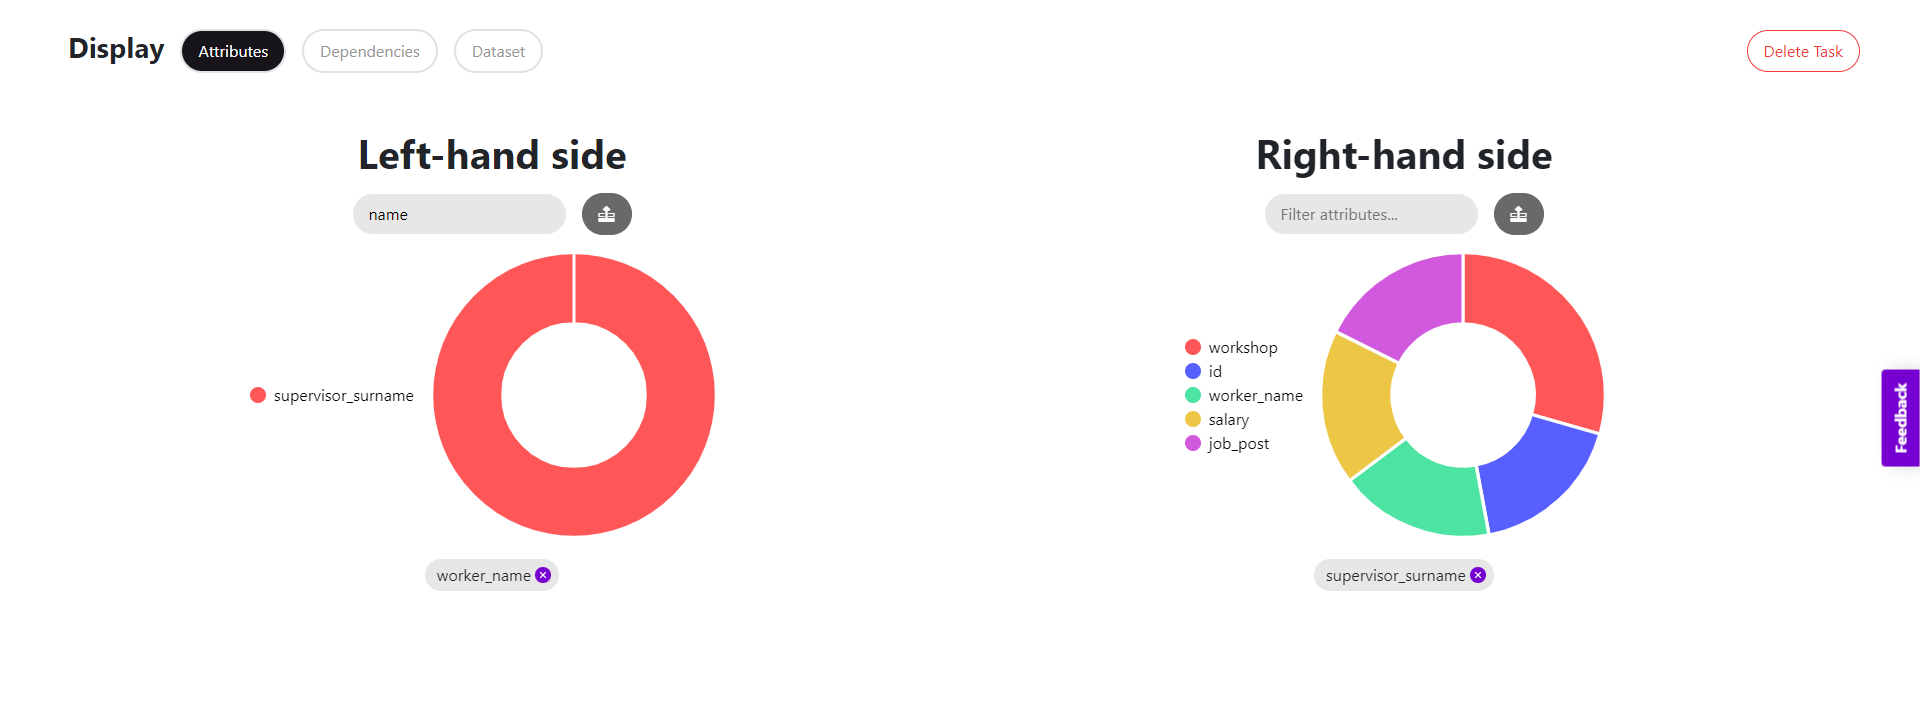 Display Attributes Dependencies Dataset Delete Task
Left-hand side
name
supervisor_surname
worker_name
Right-hand side
Filter attributes...
workshop
id
worker_name
salary
job_post
supervisor_surname
Feedback